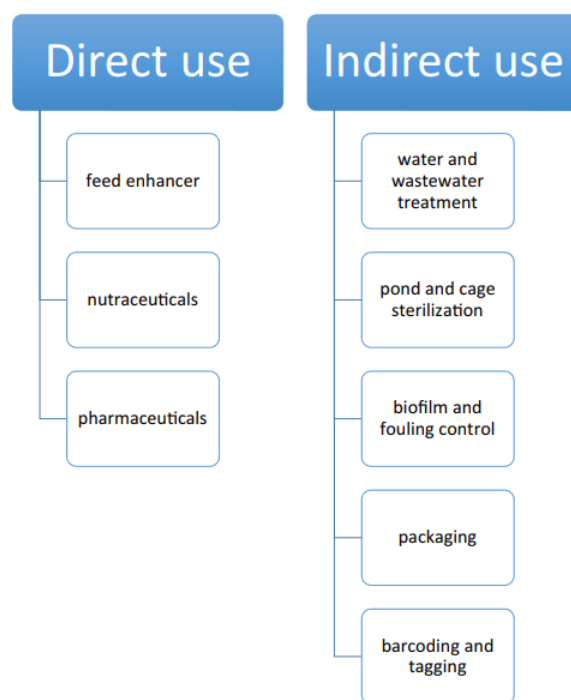 Direct use
feed enhancer
nutraceuticals
pharmaceuticals
Indirect use
water and
wastewater
treatment
pond and cage
sterilization
biofilm and
fouling control
packaging
barcoding and
tagging